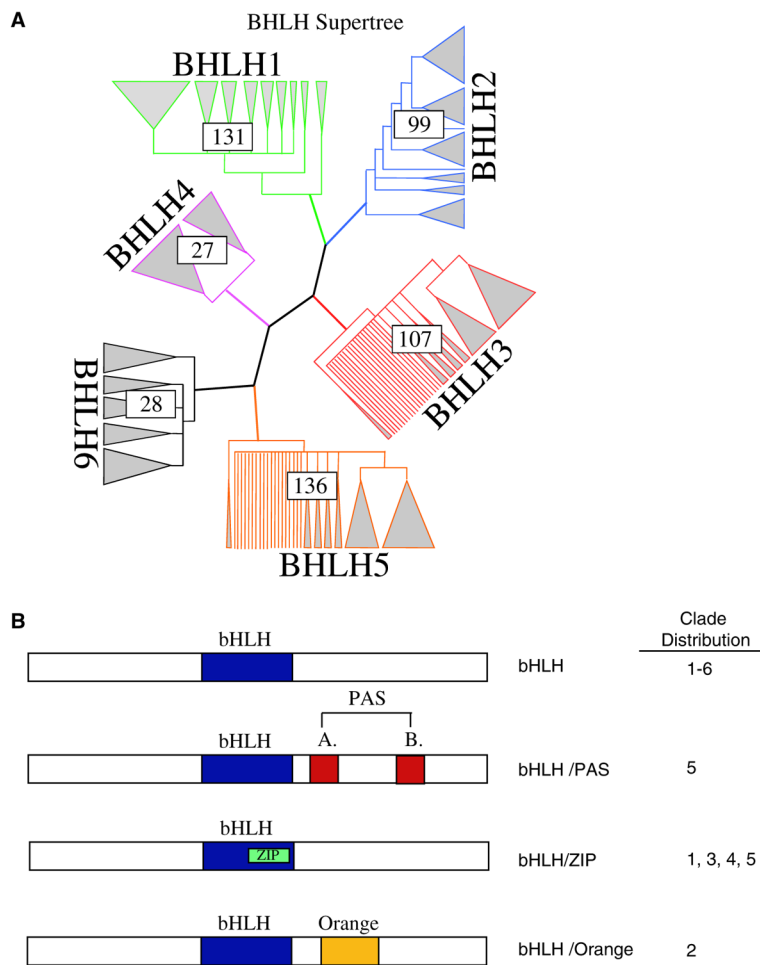 A
BHLH Supertree
BHLH1
131
BHLH2
99
BHLH4
27
107
BHLH3
BHLH6
28
136
BHLH5
B
Clade
Distribution
bHLH
bHLH
1-6
PAS
bHLH
A.
B.
bHLH /PAS
5
bHLH
ZIP
bHLH/ZIP
1, 3, 4, 5
bHLH
Orange
bHLH /Orange
2